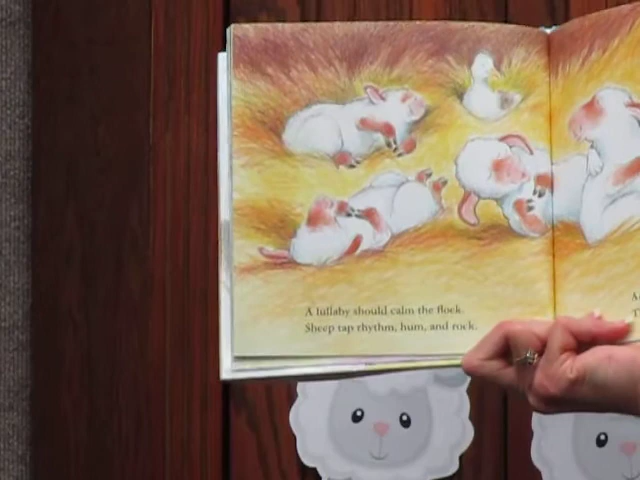 A lullaby should calm the flock.
Sheep tap rhythm, hum, and rock.